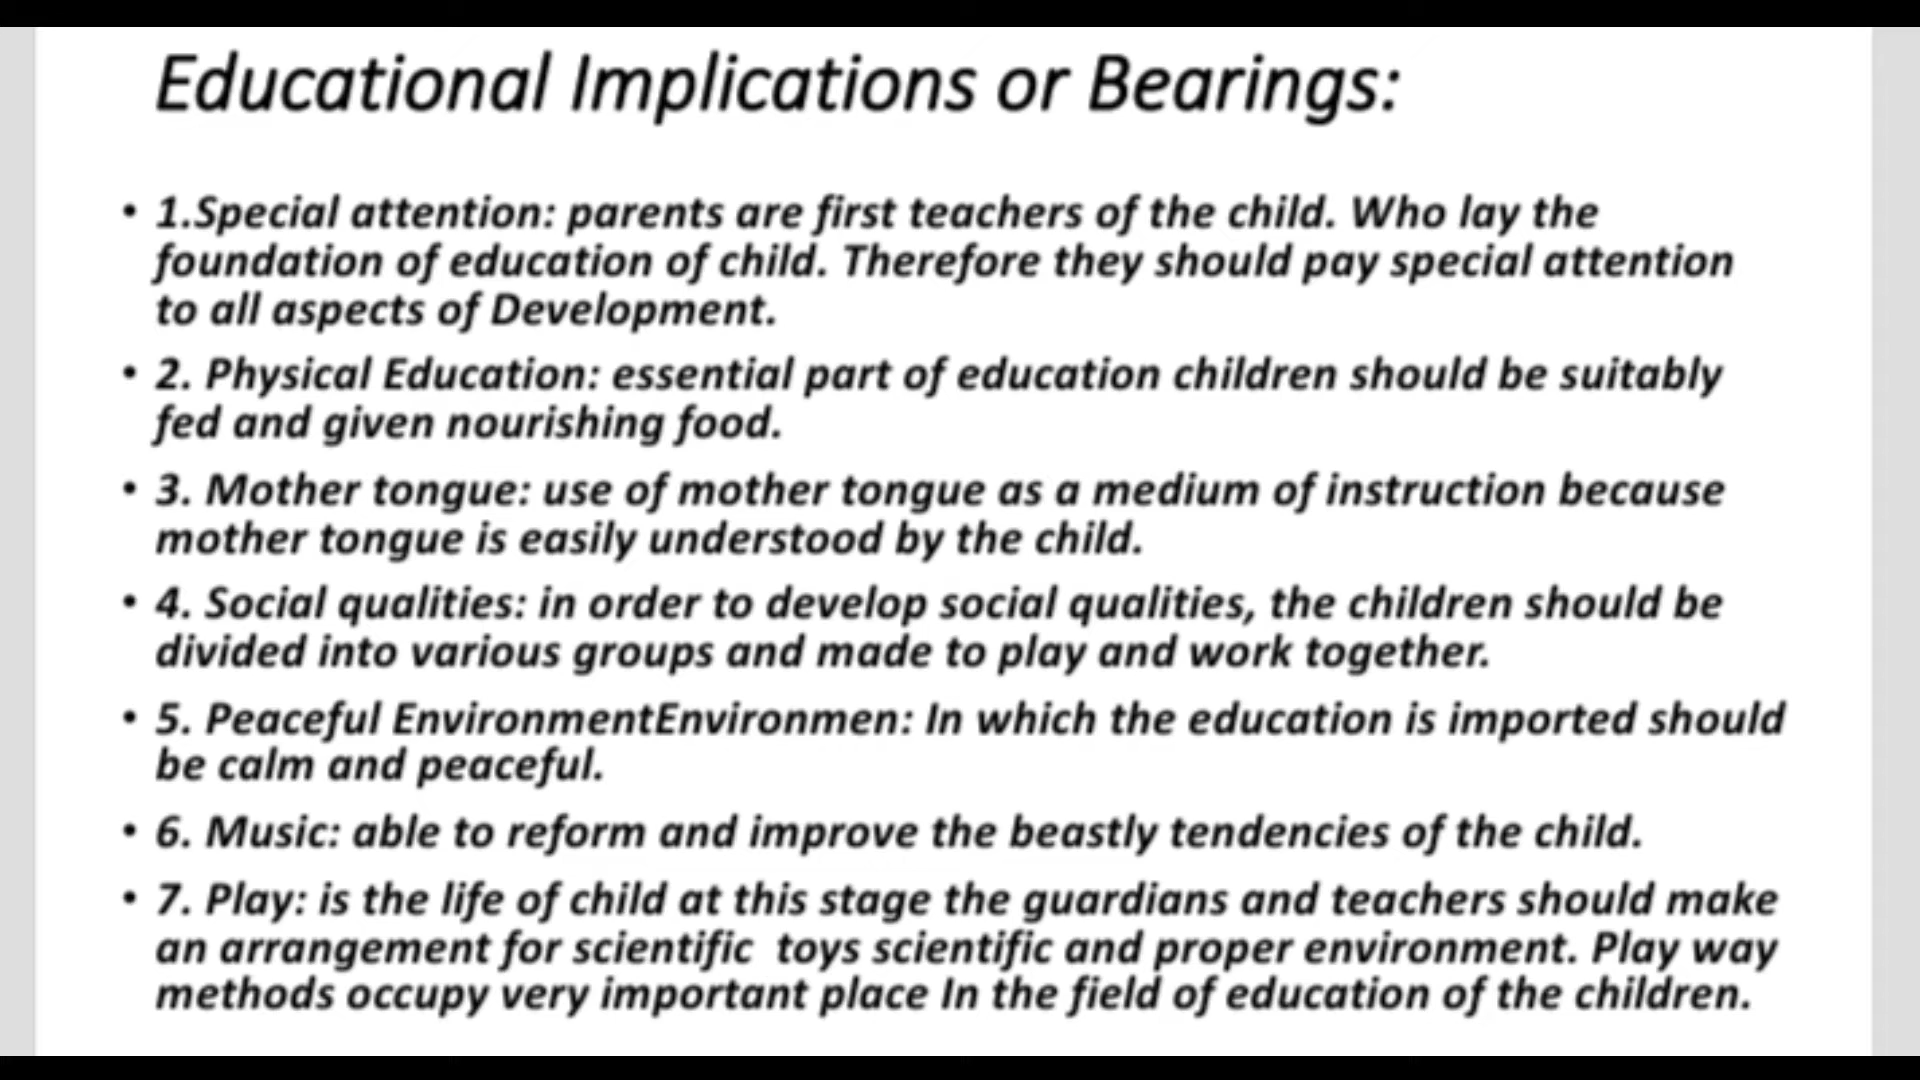 Educational Implications or Bearings:
• 1.Special attention: parents are first teachers of the child. Who lay the
foundation of education of child. Therefore they should pay special attention
to all aspects of Development.
• 2. Physical Education: essential part of education children should be suitably
fed and given nourishing food.
• 3. Mother tongue: use of mother tongue as a medium of instruction because
mother tongue is easily understood by the child.
• 4. Social qualities: in order to develop social qualities, the children should be
divided into various groups and made to play and work together.
• 5. Peaceful EnvironmentEnvironmen: In which the education is imported should
be calm and peaceful.
• 6. Music: able to reform and improve the beastly tendencies of the child.
• 7. Play: is the life of child at this stage the guardians and teachers should make
an arrangement for scientific  toys scientific and proper environment. Play way
methods occupy very important place In the field of education of the children.